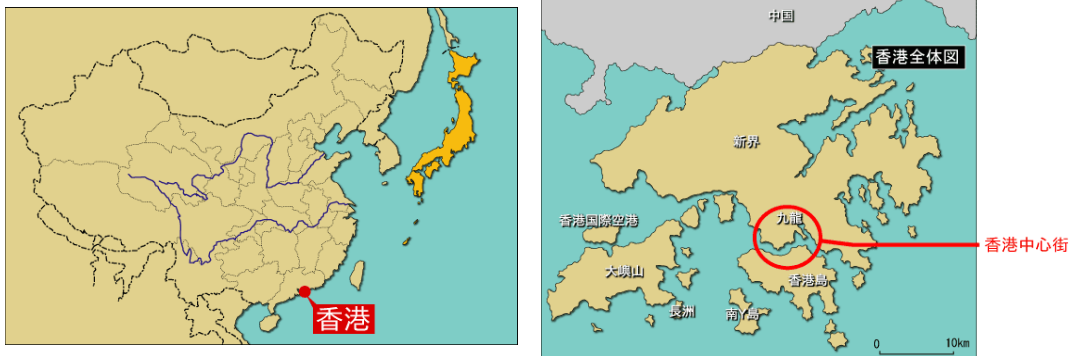 香港
中国
香港全体図
新界
九龍
香港国際空港
香港中心街
大嶼山
香港島
長洲
南丫島
0 10km